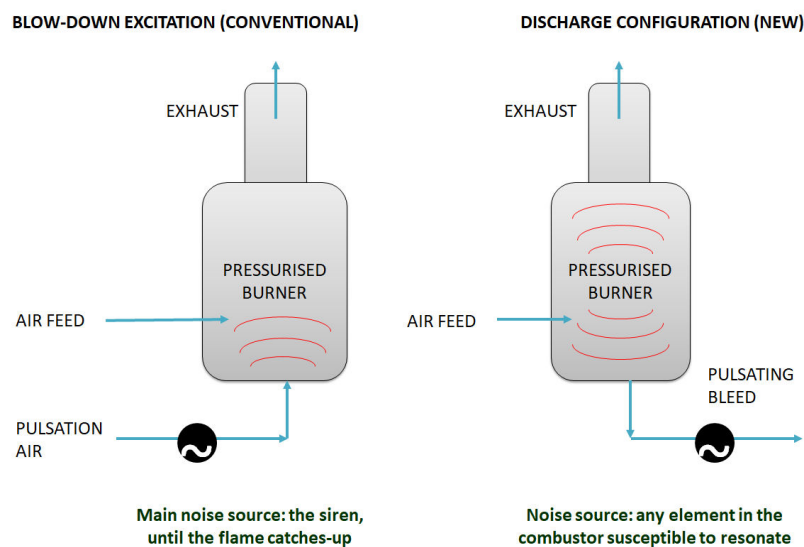 BLOW-DOWN EXCITATION (CONVENTIONAL)
EXHAUST
PRESSURISED
BURNER
AIR FEED
PULSATION
AIR
Main noise source: the siren,
until the flame catches-up
DISCHARGE CONFIGURATION (NEW)
EXHAUST
PRESSURISED
BURNER
AIR FEED
PULSATING
BLEED
Noise source: any element in the
combustor susceptible to resonate